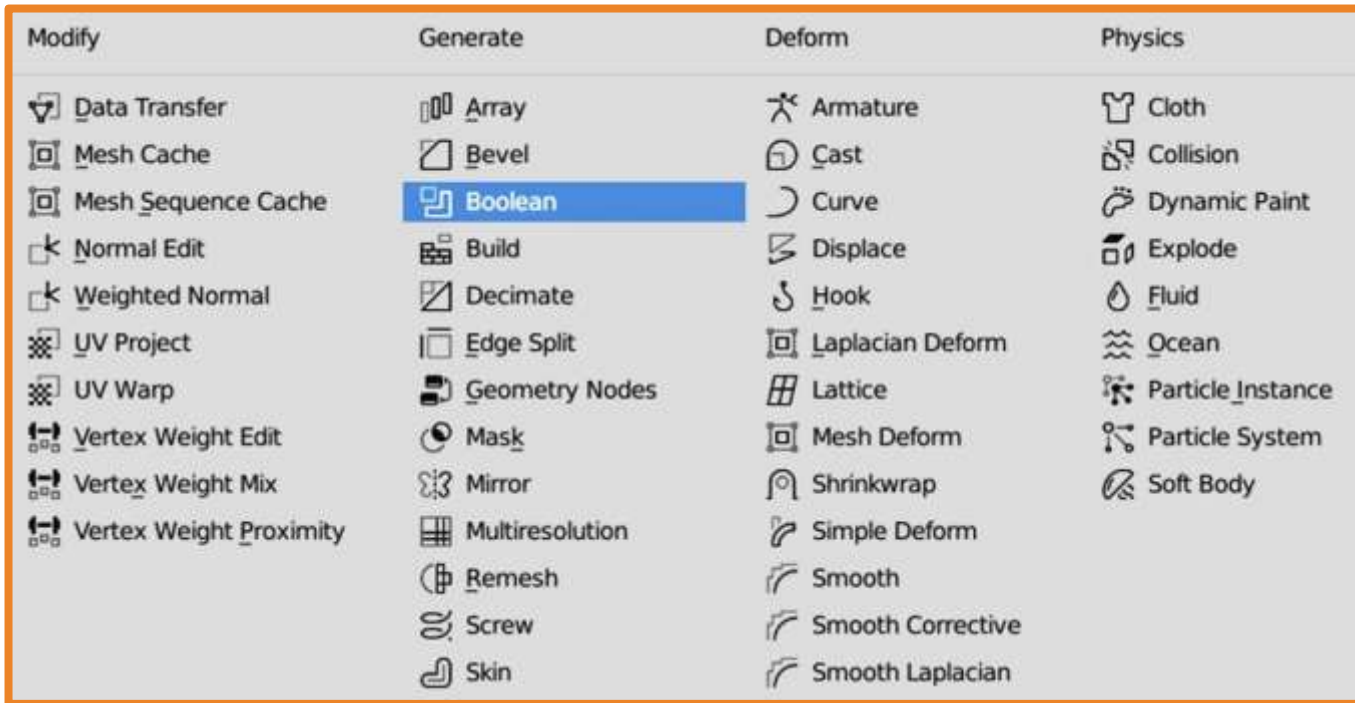 Modify
Data Transfer
Mesh Cache
Mesh Sequence Cache
Normal Edit
Weighted Normal
UV Project
UV Warp
Vertex Weight Edit
Vertex Weight Mix
Vertex Weight Proximity
Generate
Array
Bevel
Boolean
Build
Decimate
Edge Split
Geometry Nodes
Mask
Mirror
Multiresolution
Remesh
Screw
Skin
Deform
Armature
Cast
Curve
Displace
Hook
Laplacian Deform
Lattice
Mesh Deform
Shrinkwrap
Simple Deform
Smooth
Smooth Corrective
Smooth Laplacian
Physics
Cloth
Collision
Dynamic Paint
Explode
Fluid
Ocean
Particle Instance
Particle System
Soft Body